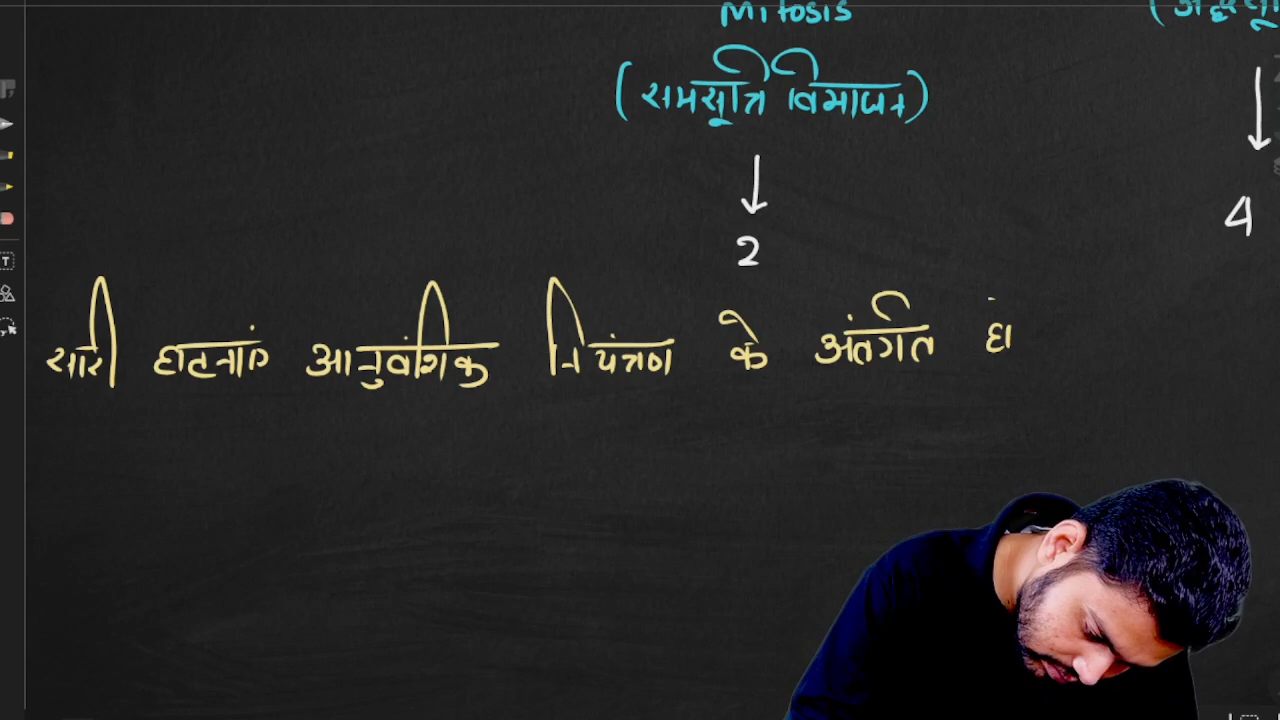 Mitosis
(समसूत्रि विभाजन)
2
4
सारी घटनाएं आनुवंशिक नियंत्रण के अंतर्गत